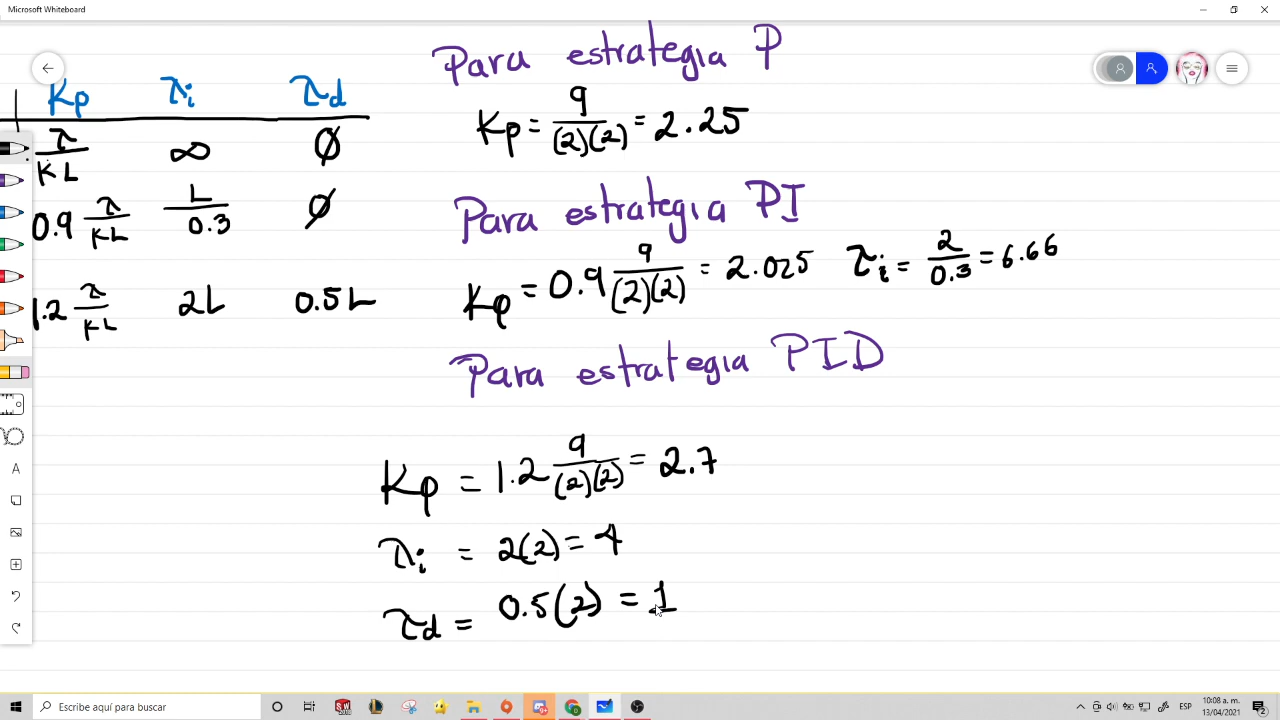 Microsoft Whiteboard
Kp τi τd
τ/KL ∞ Ø
0.9 τ/KL L/0.3 Ø
1.2 τ/KL 2L 0.5L
Para estrategia P
Kp = 9/(2)(2) = 2.25
Para estrategia PI
Kp = 0.9 9/(2)(2) = 2.025 τi = 2/0.3 = 6.66
Para estrategia PID
Kp = 1.2 9/(2)(2) = 2.7
τi = 2(2) = 4
τd = 0.5(2) = 1
A
Escribe aquí para buscar
ESP
10:08 a. m.
13/04/2021
2